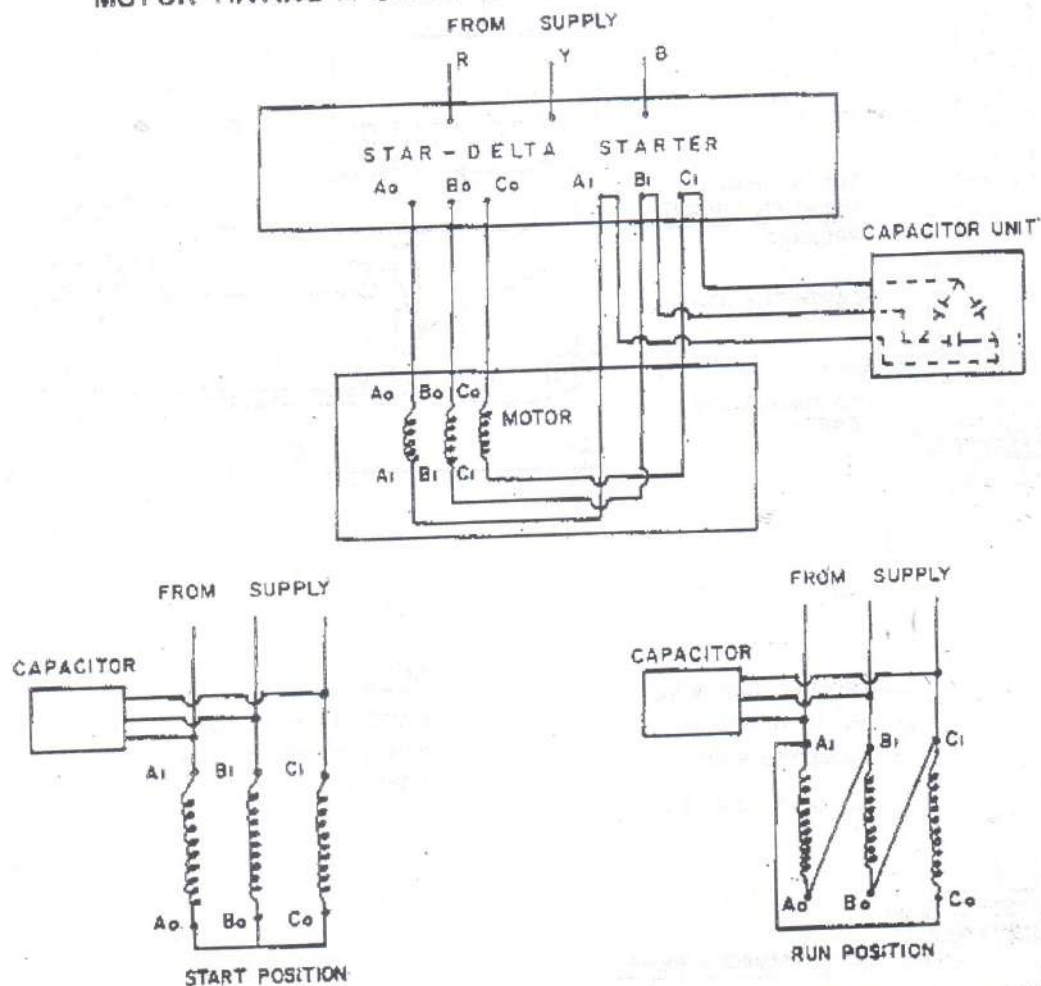 FROM SUPPLY
R Y B
STAR-DELTA STARTER
Ao Bo Co A1 B1 C1
CAPACITOR UNIT
Ao Bo Co
MOTOR
A1 B1 C1
FROM SUPPLY
CAPACITOR
A1 B1 C1
Ao Bo Co
START POSITION
FROM SUPPLY
CAPACITOR
A1 B1 C1
Ao Bo Co
RUN POSITION